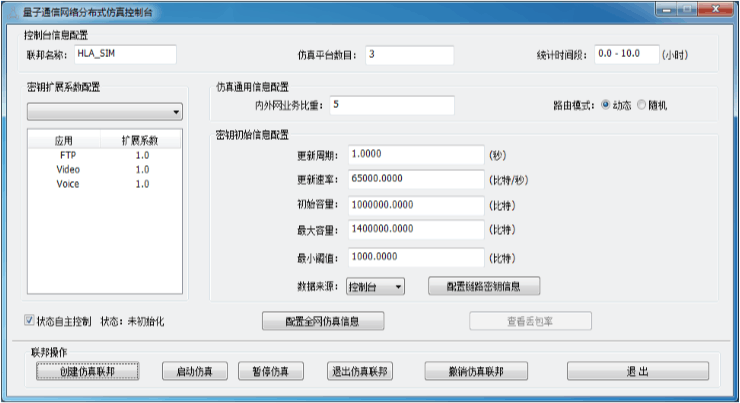 量子通信网络分布式仿真控制台
控制台信息配置
联邦名称: HLA_SIM 仿真平台数目: 3 统计时间段: 0.0 - 10.0 (小时)
密钥扩展系数配置
应用 扩展系数
FTP 1.0
Video 1.0
Voice 1.0
仿真通用信息配置
内外网业务比重: 5 路由模式: 动态 随机
密钥初始信息配置
更新周期: 1.0000 (秒)
更新速率: 65000.0000 (比特/秒)
初始容量: 1000000.0000 (比特)
最大容量: 1400000.0000 (比特)
最小阈值: 1000.0000 (比特)
数据来源: 控制台 配置链路密钥信息
状态自主控制 状态: 未初始化 配置全网仿真信息 查看丢包率
联邦操作
创建仿真联邦 启动仿真 暂停仿真 退出仿真联邦 撤销仿真联邦 退 出